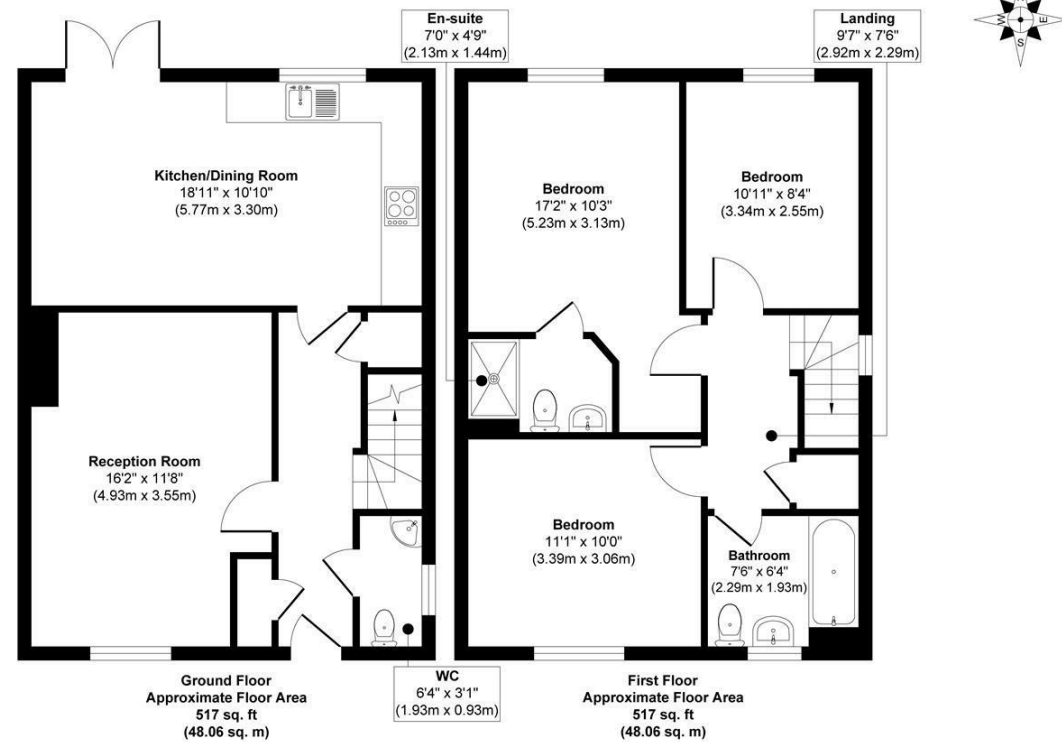 En-suite
7'0" x 4'9"
(2.13m x 1.44m)
Landing
9'7" x 7'6"
(2.92m x 2.29m)
W
E
S
Kitchen/Dining Room
18'11" x 10'10"
(5.77m x 3.30m)
Bedroom
17'2" x 10'3"
(5.23m x 3.13m)
Bedroom
10'11" x 8'4"
(3.34m x 2.55m)
Reception Room
16'2" x 11'8"
(4.93m x 3.55m)
Bedroom
11'1" x 10'0"
(3.39m x 3.06m)
Bathroom
7'6" x 6'4"
(2.29m x 1.93m)
Ground Floor
Approximate Floor Area
517 sq. ft
(48.06 sq. m)
WC
6'4" x 3'1"
(1.93m x 0.93m)
First Floor
Approximate Floor Area
517 sq. ft
(48.06 sq. m)